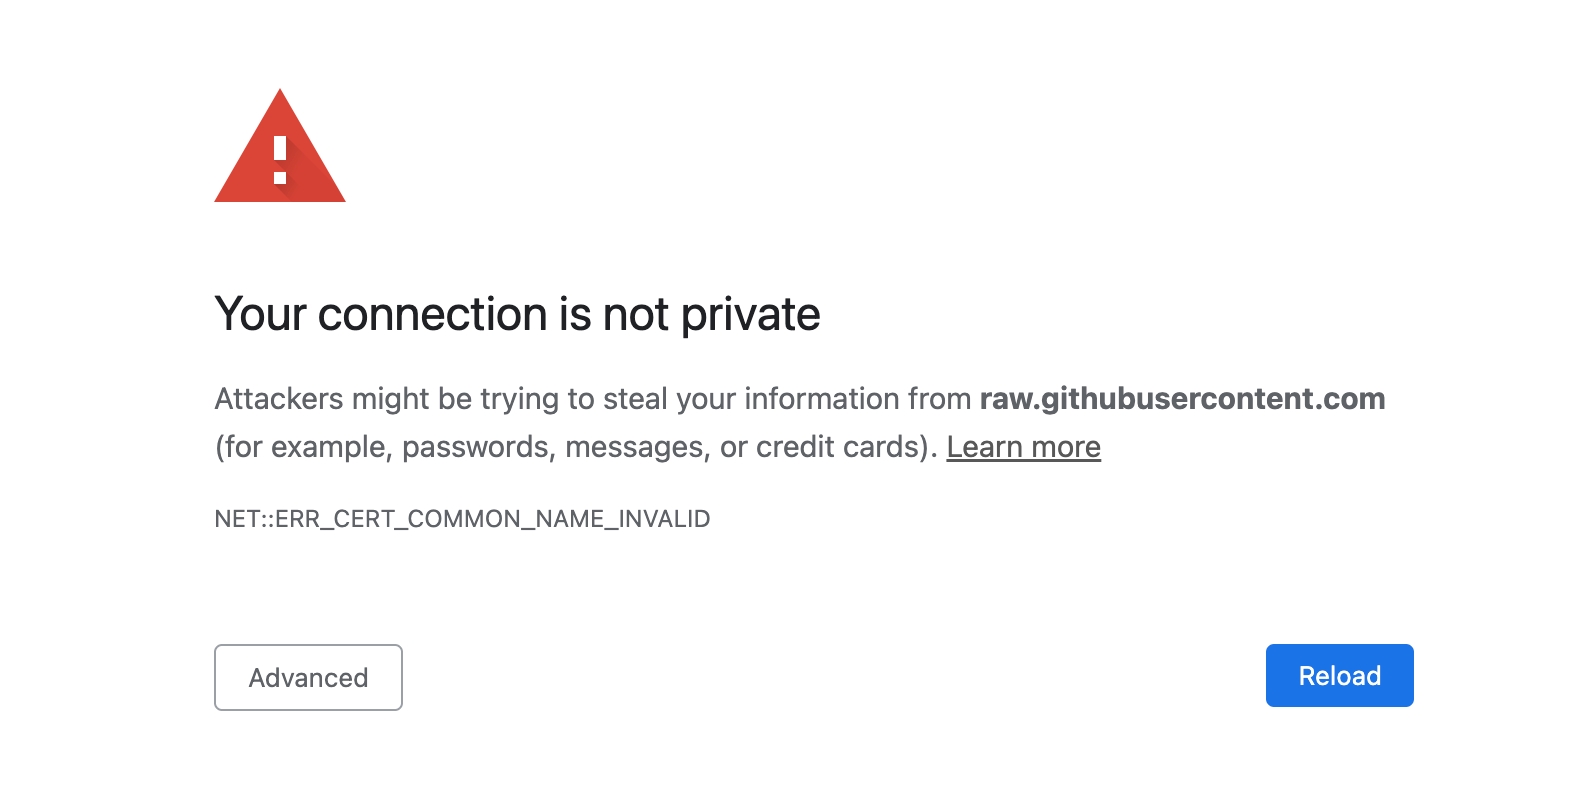 Your connection is not private
Attackers might be trying to steal your information from raw.githubusercontent.com
(for example, passwords, messages, or credit cards). Learn more
NET::ERR_CERT_COMMON_NAME_INVALID
Advanced
Reload